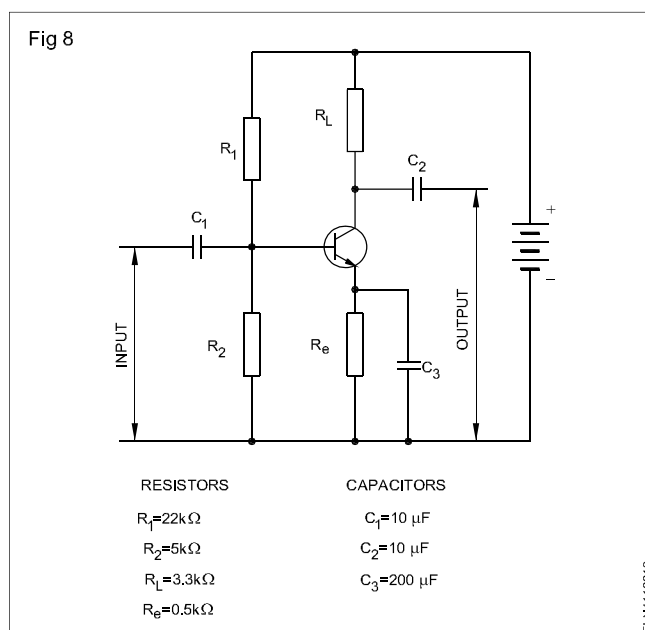 Fig 8
R1
RL
C2
C1
+
−
INPUT
R2
Re
C3
OUTPUT
RESISTORS
CAPACITORS
R1=22kΩ
C1=10 µF
R2=5kΩ
C2=10 µF
RL=3.3kΩ
C3=200 µF
Re=0.5kΩ